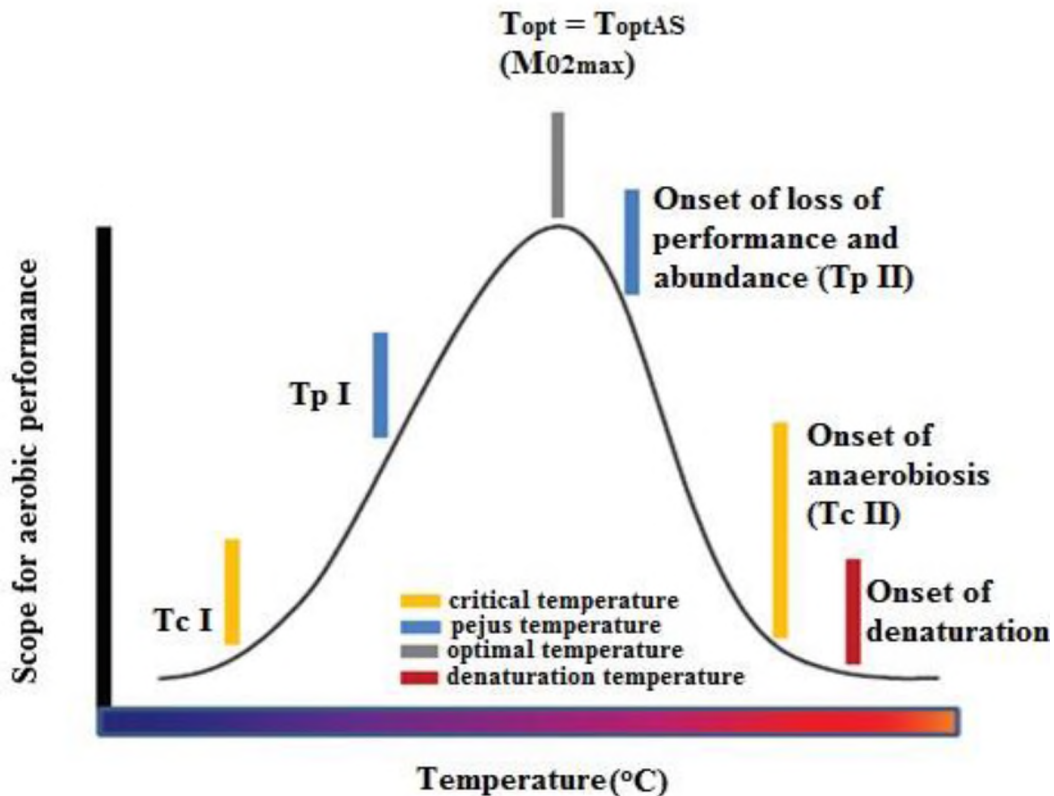 Topt = ToptAS
(M02max)
Onset of loss of
performance and
abundance (Tp II)
Tp I
Onset of
anaerobiosis
(Tc II)
Tc I
Onset of
denaturation
critical temperature
pejus temperature
optimal temperature
denaturation temperature
Scope for aerobic performance
Temperature(°C)